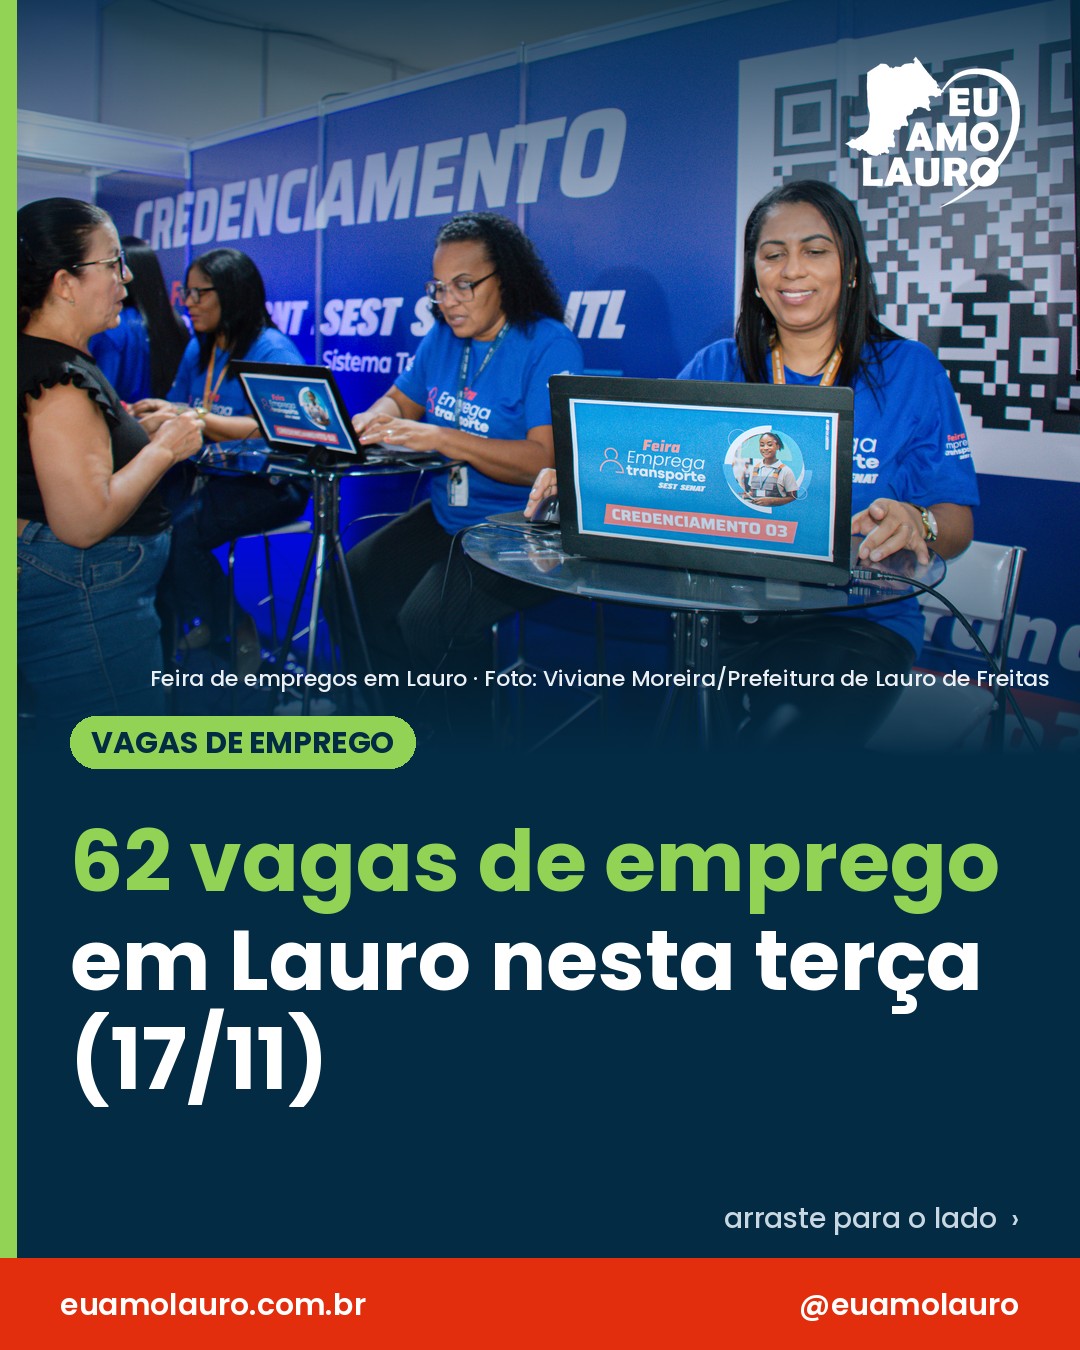 EU
AMO
LAURO
CREDENCIAMENTO
SEST
ITL
Sistema
Feira
Emprega
transporte
SEST SENAT
CREDENCIAMENTO 03
Feira de empregos em Lauro · Foto: Viviane Moreira/Prefeitura de Lauro de Freitas
VAGAS DE EMPREGO
62 vagas de emprego
em Lauro nesta terça
(17/11)
arraste para o lado ›
euamolauro.com.br
@euamolauro